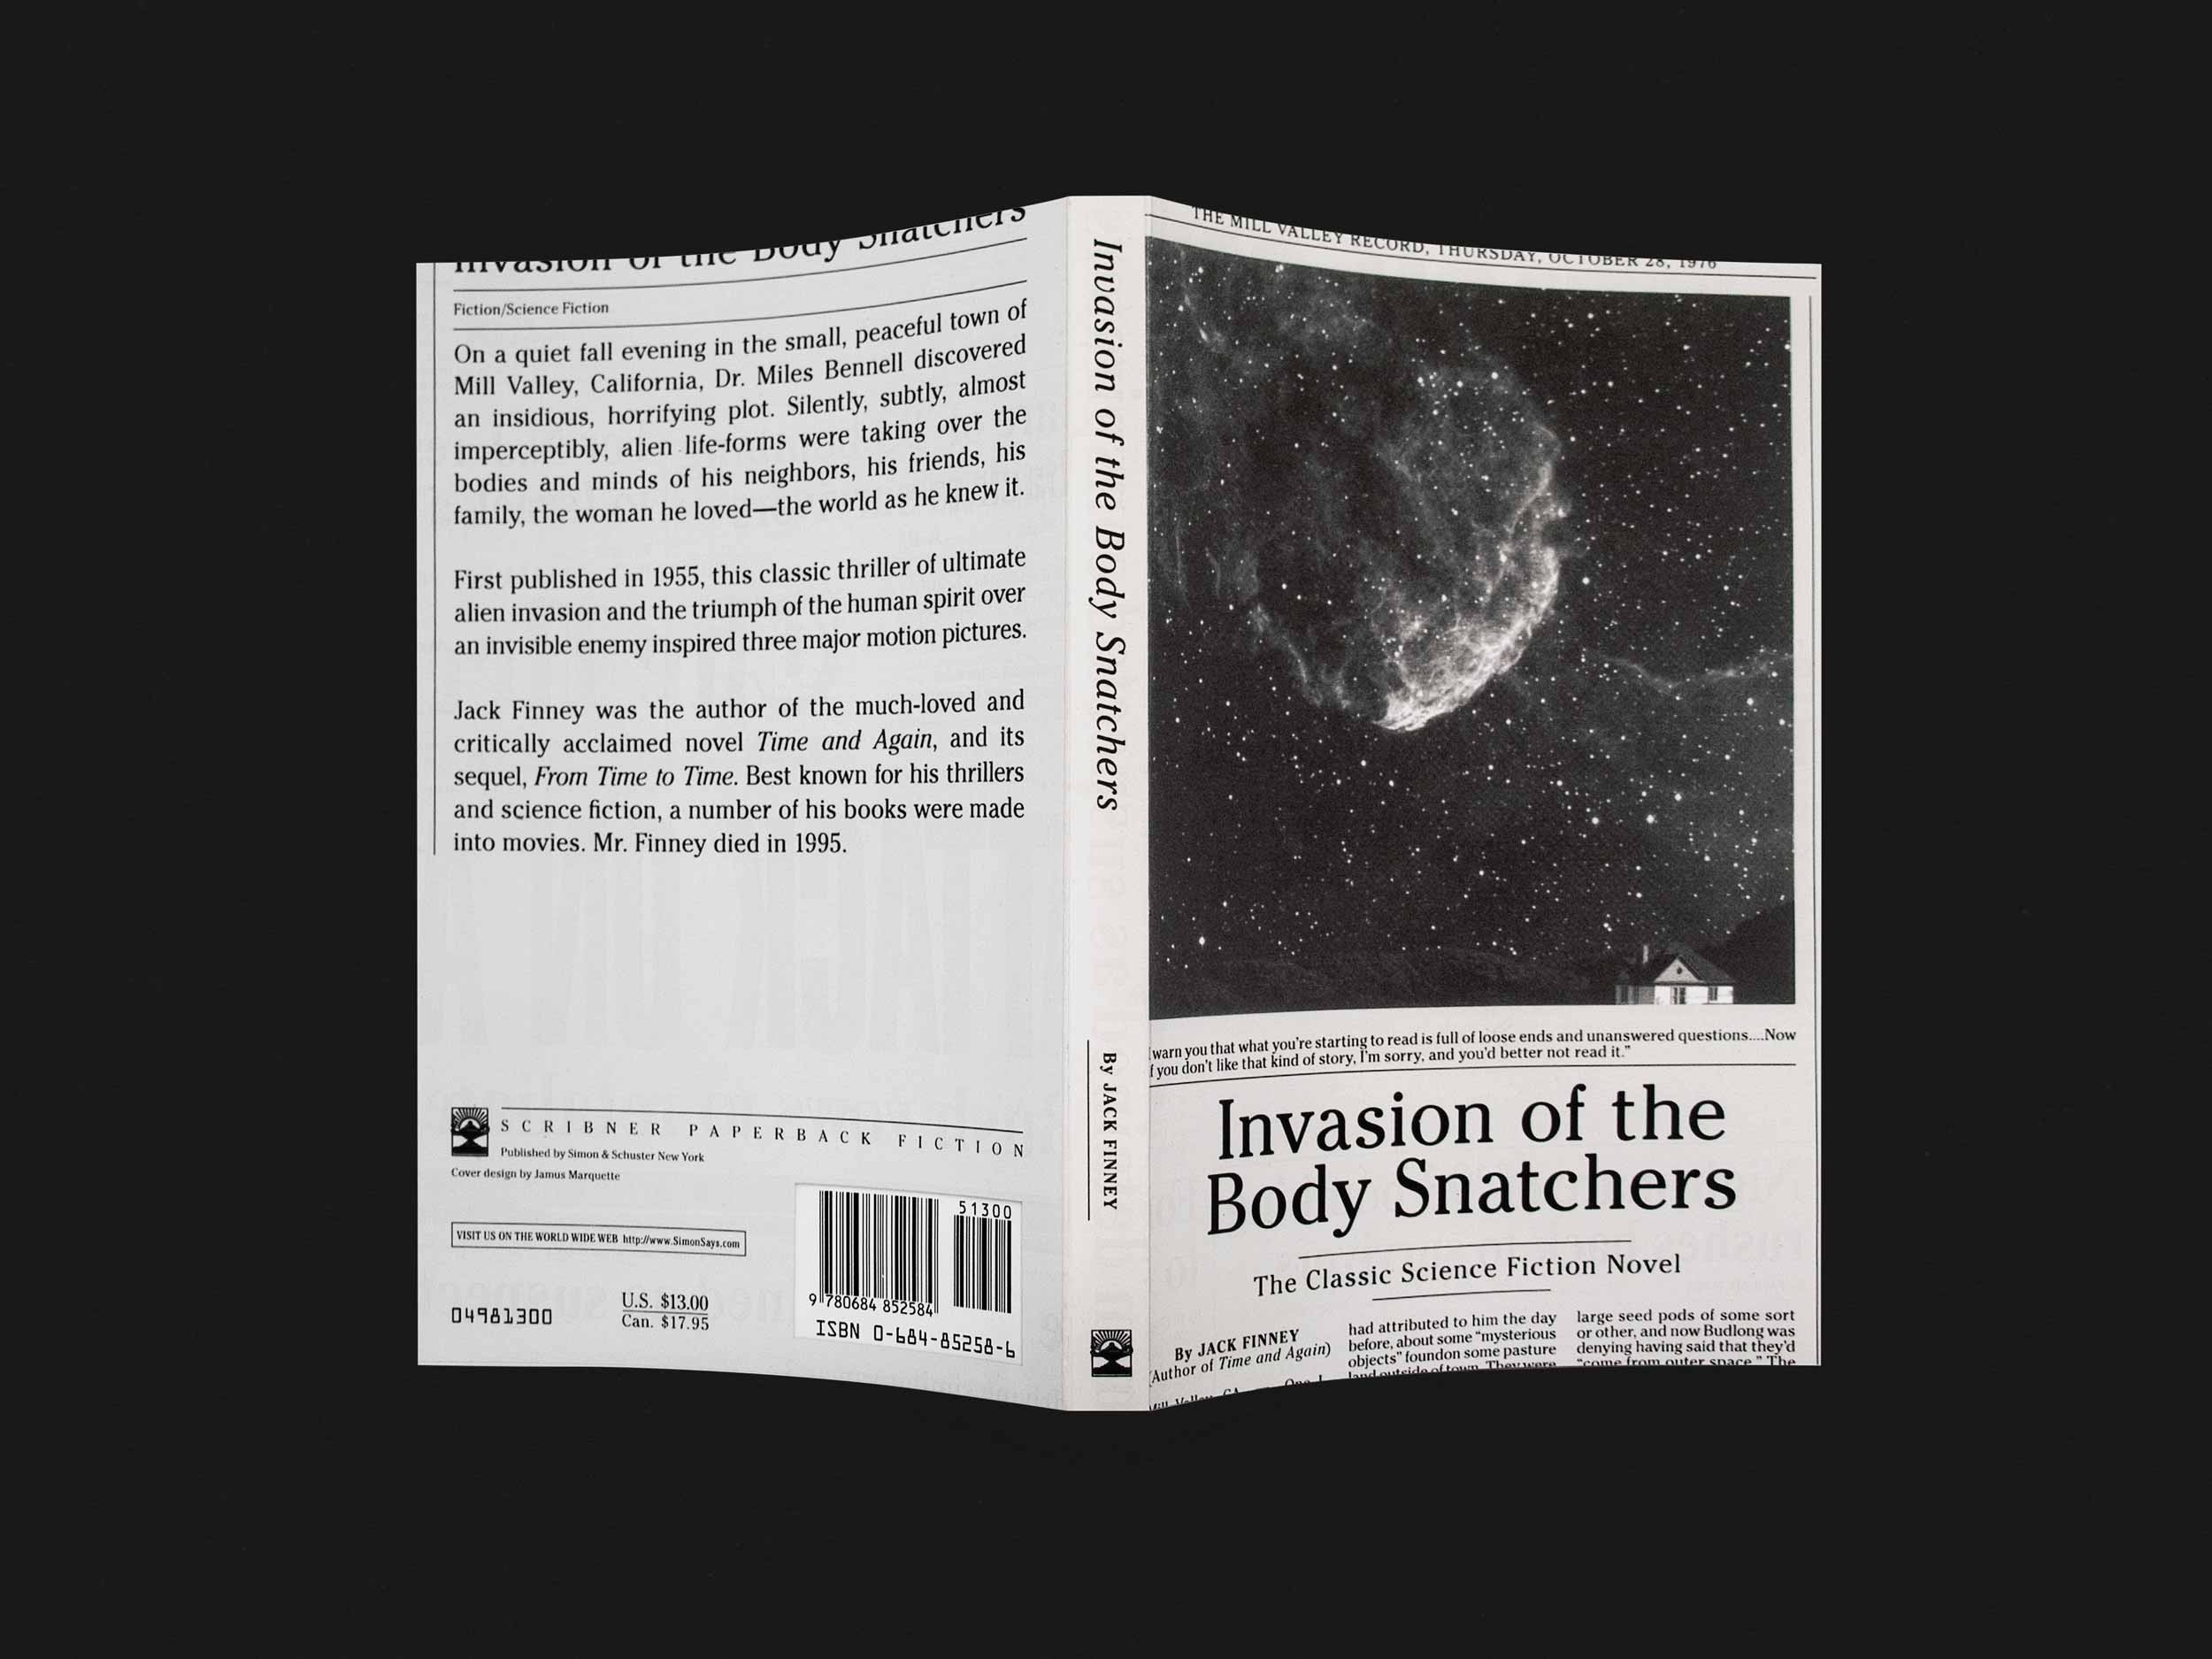 Invasion of the Body Snatchers
Fiction/Science Fiction
On a quiet fall evening in the small, peaceful town of
Mill Valley, California, Dr. Miles Bennell discovered
an insidious, horrifying plot. Silently, subtly, almost
imperceptibly, alien life-forms were taking over the
bodies and minds of his neighbors, his friends, his
family, the woman he loved—the world as he knew it.
First published in 1955, this classic thriller of ultimate
alien invasion and the triumph of the human spirit over
an invisible enemy inspired three major motion pictures.
Jack Finney was the author of the much-loved and
critically acclaimed novel Time and Again, and its
sequel, From Time to Time. Best known for his thrillers
and science fiction, a number of his books were made
into movies. Mr. Finney died in 1995.
SCRIBNER PAPERBACK FICTION
Published by Simon & Schuster New York
Cover design by Jamus Marquette
VISIT US ON THE WORLD WIDE WEB http://www.SimonSays.com
04981300
U.S. $13.00
Can. $17.95
51300
9 780684 852584
ISBN 0-684-85258-6
Invasion of the Body Snatchers
By JACK FINNEY
THE MILL VALLEY RECORD, THURSDAY, OCTOBER 28, 1976
warn you that what you're starting to read is full of loose ends and unanswered questions....Now
f you don't like that kind of story, I'm sorry, and you'd better not read it."
Invasion of the
Body Snatchers
The Classic Science Fiction Novel
By JACK FINNEY
(Author of Time and Again)
Mill Valley, CA
had attributed to him the day
before, about some "mysterious
objects" foundon some pasture
land outside of town. They were
large seed pods of some sort
or other, and now Budlong was
denying having said that they'd
"come from outer space." The